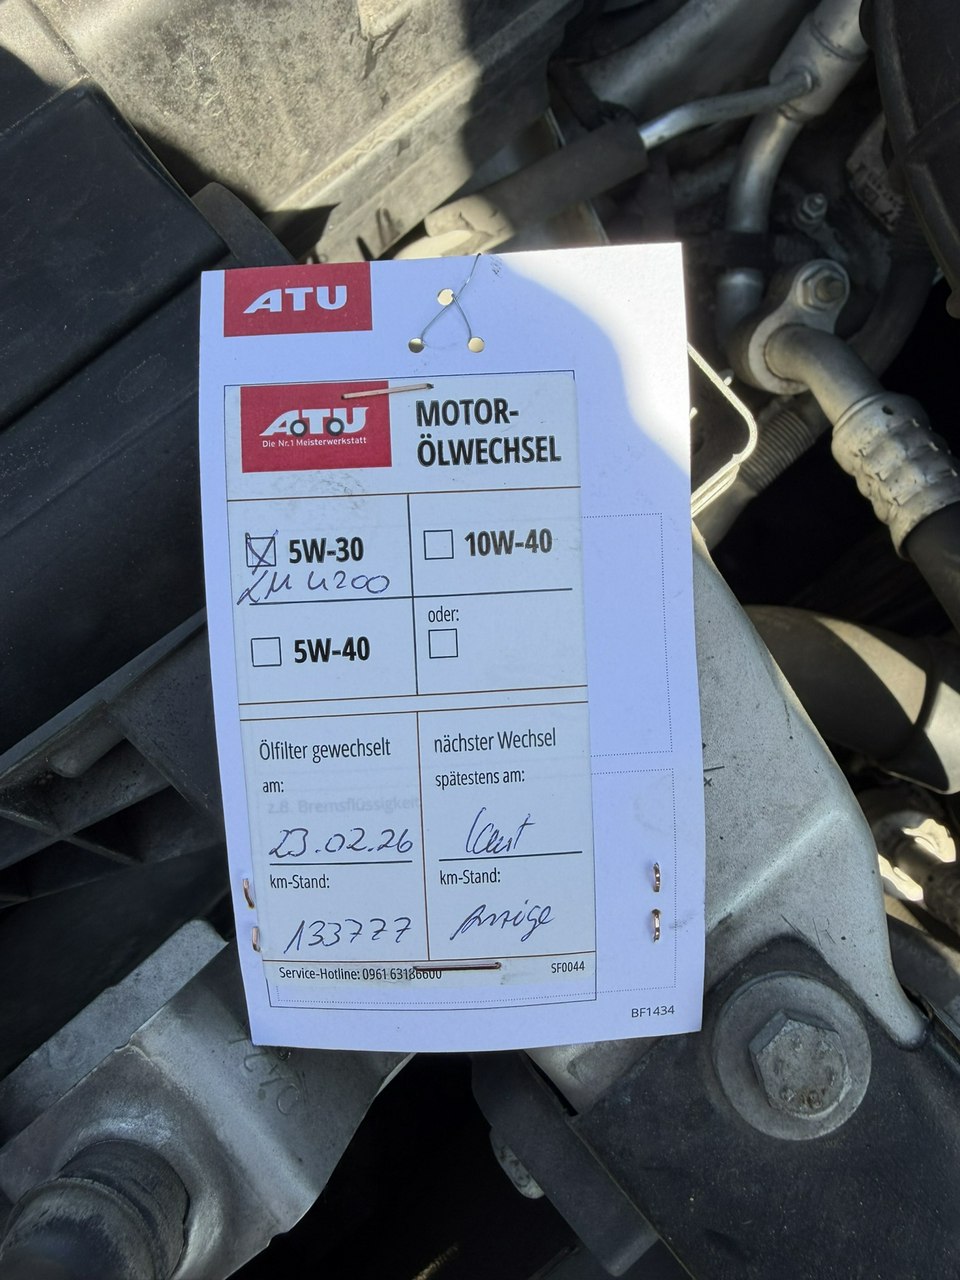 ATU
ATU
Die Nr.1 Meisterwerkstatt
MOTOR-
ÖLWECHSEL
5W-30
10W-40
LM 4200
5W-40
oder:
Ölfilter gewechselt
am:
z.B. Bremsflüssigkeit
23.02.26
km-Stand:
133777
nächster Wechsel
spätestens am:
laut
km-Stand:
Anzeige
Service-Hotline: 0961 63186600
SF0044
BF1434